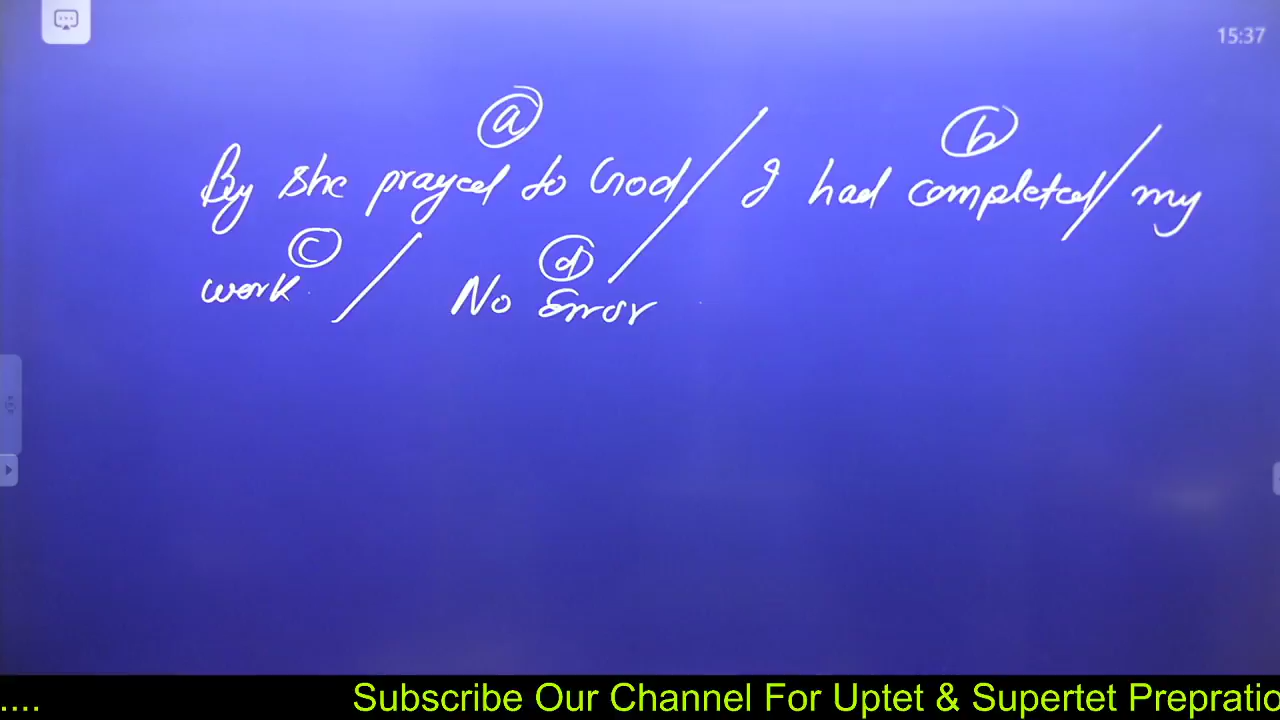 15:37
(a) (b)
By she prayed to God / I had completed / my
(c) (d)
work / No Error
.... Subscribe Our Channel For Uptet & Supertet Prepratio